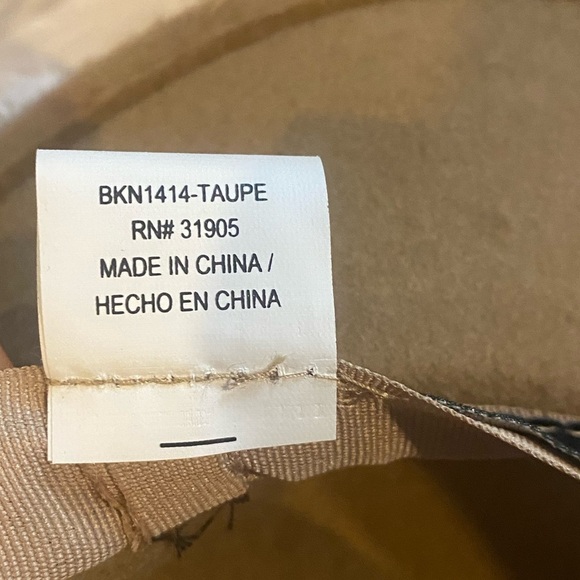 BKN1414-TAUPE
RN# 31905
MADE IN CHINA /
HECHO EN CHINA